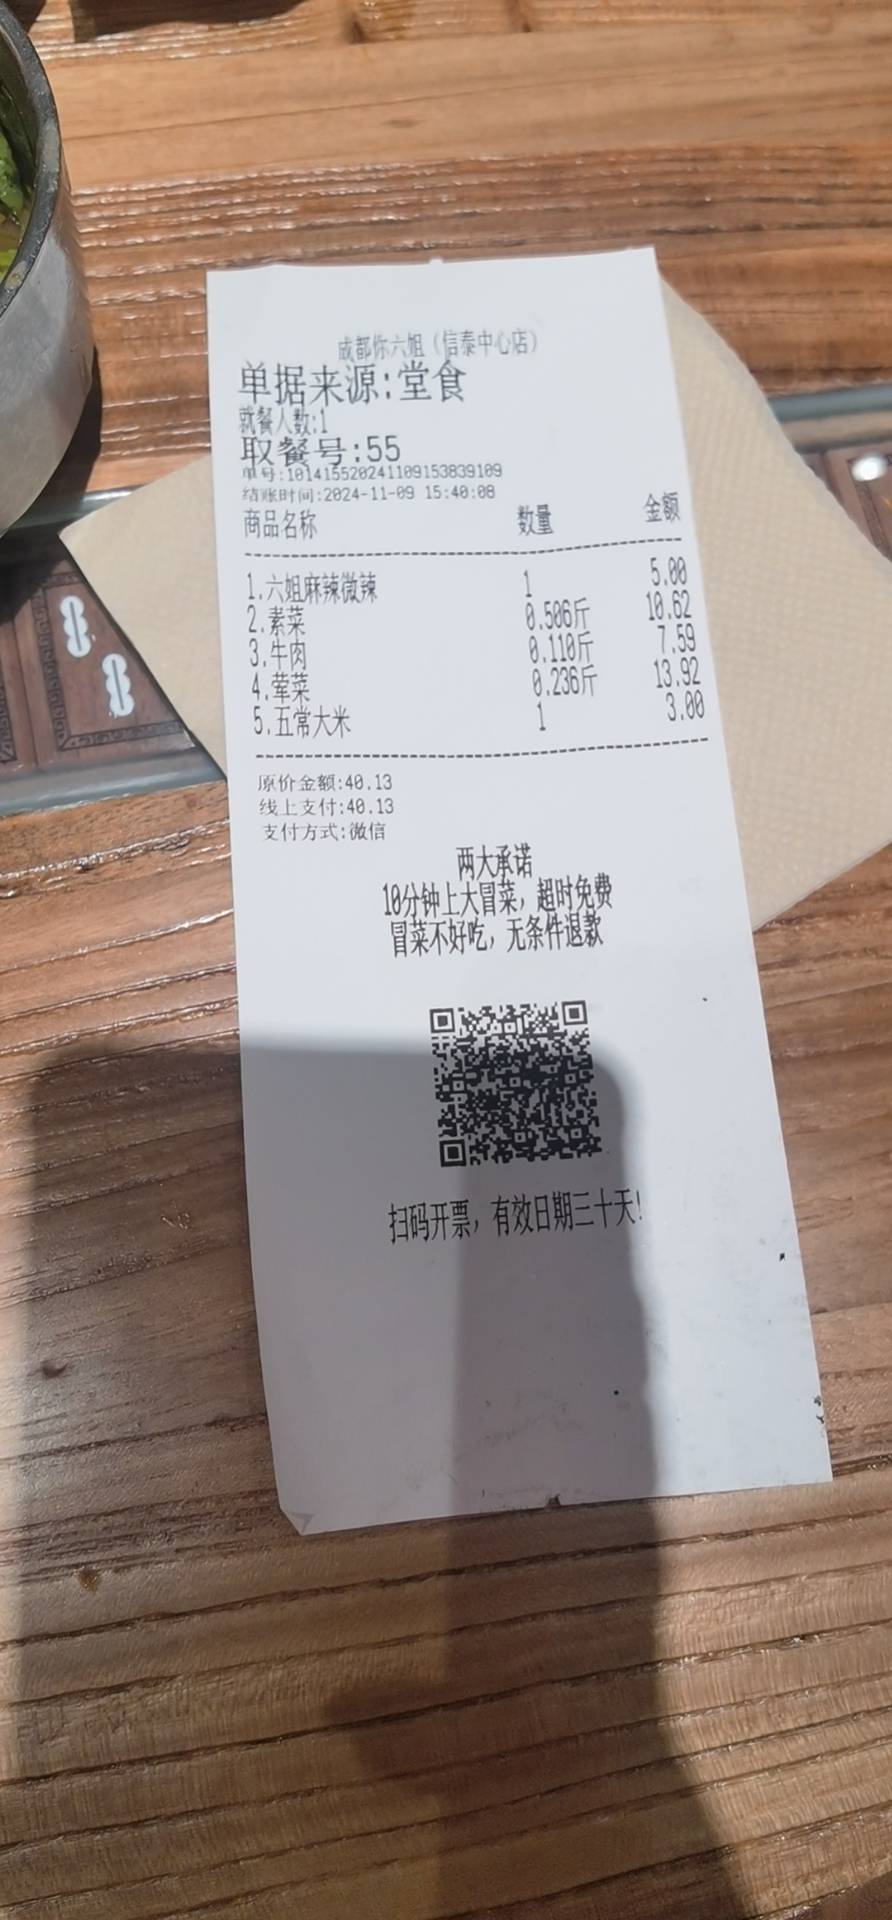 成都你六姐（信泰中心店）
单据来源:堂食
就餐人数:1
取餐号:55
单号:101415520241109153839109
结账时间:2024-11-09 15:40:08
商品名称 数量 金额
1.六姐麻辣微辣 1 5.00
2.素菜 0.506斤 10.62
3.牛肉 0.110斤 7.59
4.荤菜 0.236斤 13.92
5.五常大米 1 3.00
原价金额:40.13
线上支付:40.13
支付方式:微信
两大承诺
10分钟上大冒菜，超时免费
冒菜不好吃，无条件退款
扫码开票，有效日期三十天!